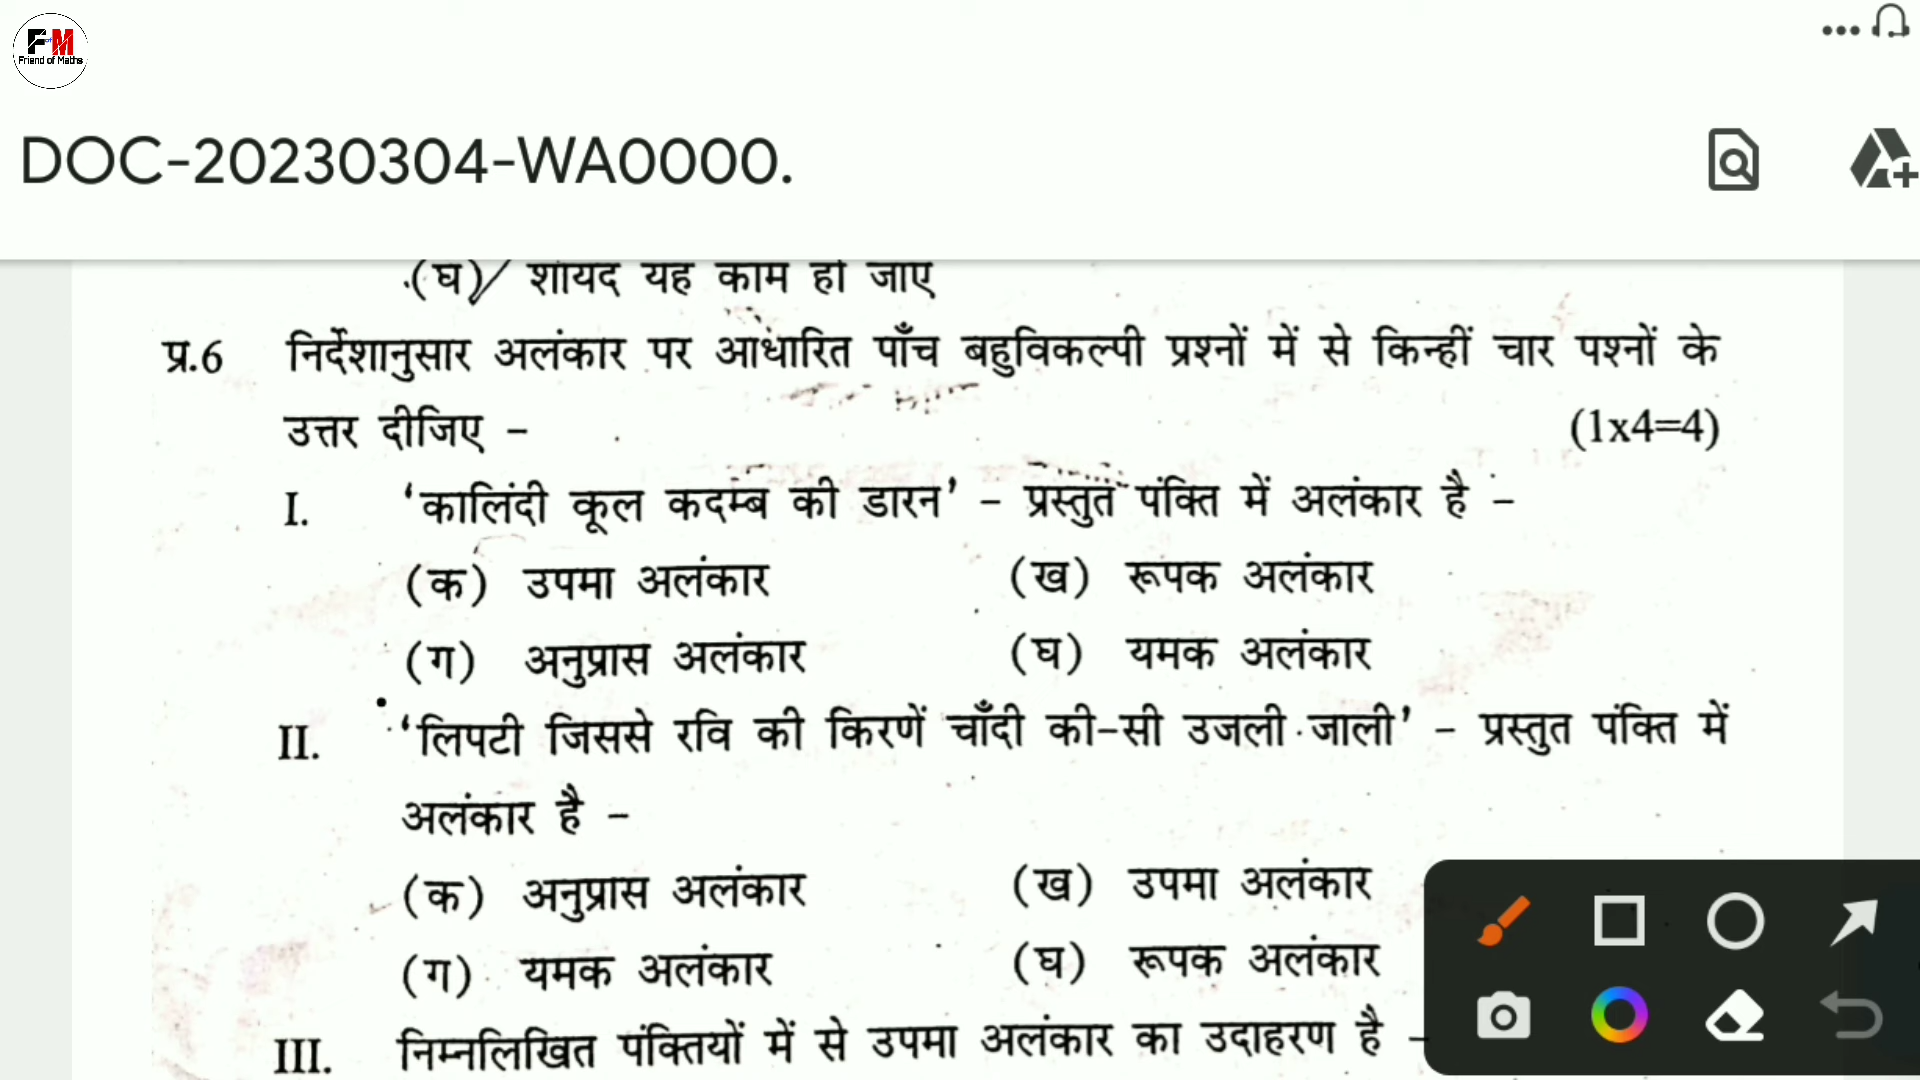 FM
Friend of Maths
DOC-20230304-WA0000.
(घ) शायद यह काम हो जाए
प्र.6 निर्देशानुसार अलंकार पर आधारित पाँच बहुविकल्पी प्रश्नों में से किन्हीं चार पश्नों के
उत्तर दीजिए - (1x4=4)
I. 'कालिंदी कूल कदम्ब की डारन' - प्रस्तुत पंक्ति में अलंकार है -
(क) उपमा अलंकार (ख) रूपक अलंकार
(ग) अनुप्रास अलंकार (घ) यमक अलंकार
II. 'लिपटी जिससे रवि की किरणें चाँदी की-सी उजली जाली' - प्रस्तुत पंक्ति में
अलंकार है -
(क) अनुप्रास अलंकार (ख) उपमा अलंकार
(ग) यमक अलंकार (घ) रूपक अलंकार
III. निम्नलिखित पंक्तियों में से उपमा अलंकार का उदाहरण है -